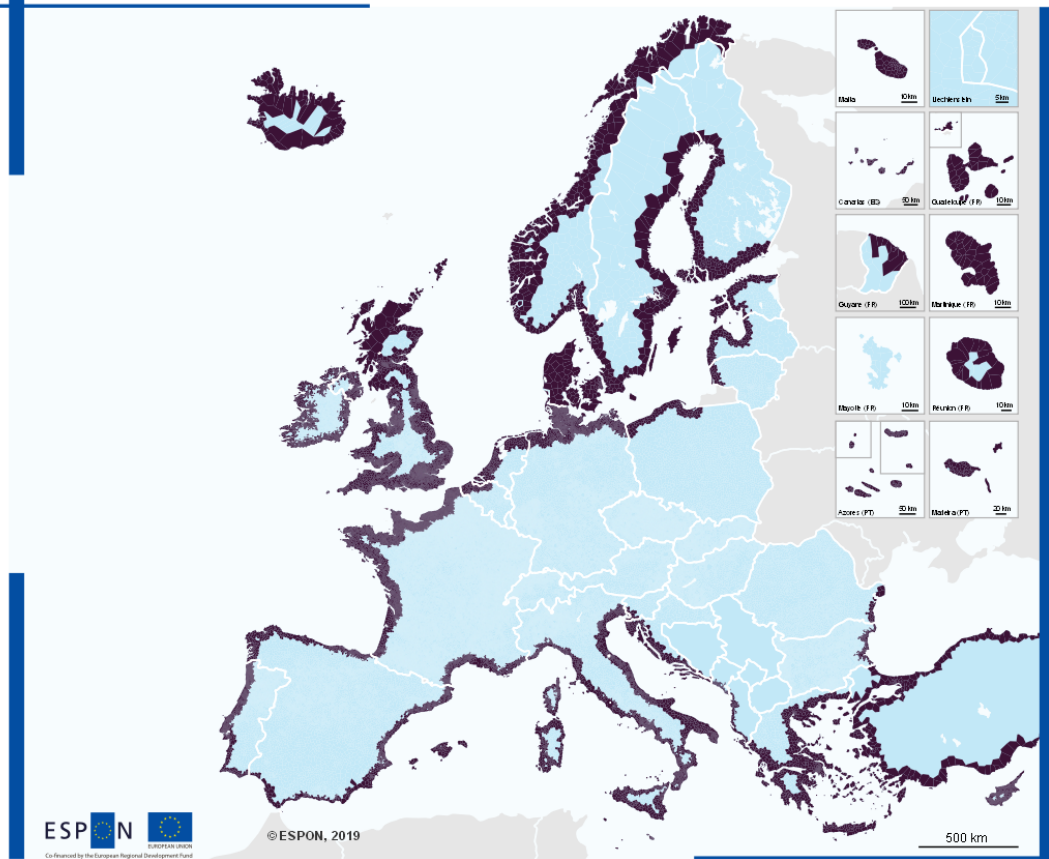 Malta
10 km
Liechtenstein
5 km
Canarias (ES)
50 km
Guadeloupe (FR)
10 km
Guyane (FR)
100 km
Martinique (FR)
10 km
Mayotte (FR)
10 km
Réunion (FR)
10 km
Azores (PT)
50 km
Madeira (PT)
20 km
ESPON
EUROPEAN UNION
Co-financed by the European Regional Development Fund
© ESPON, 2019
500 km